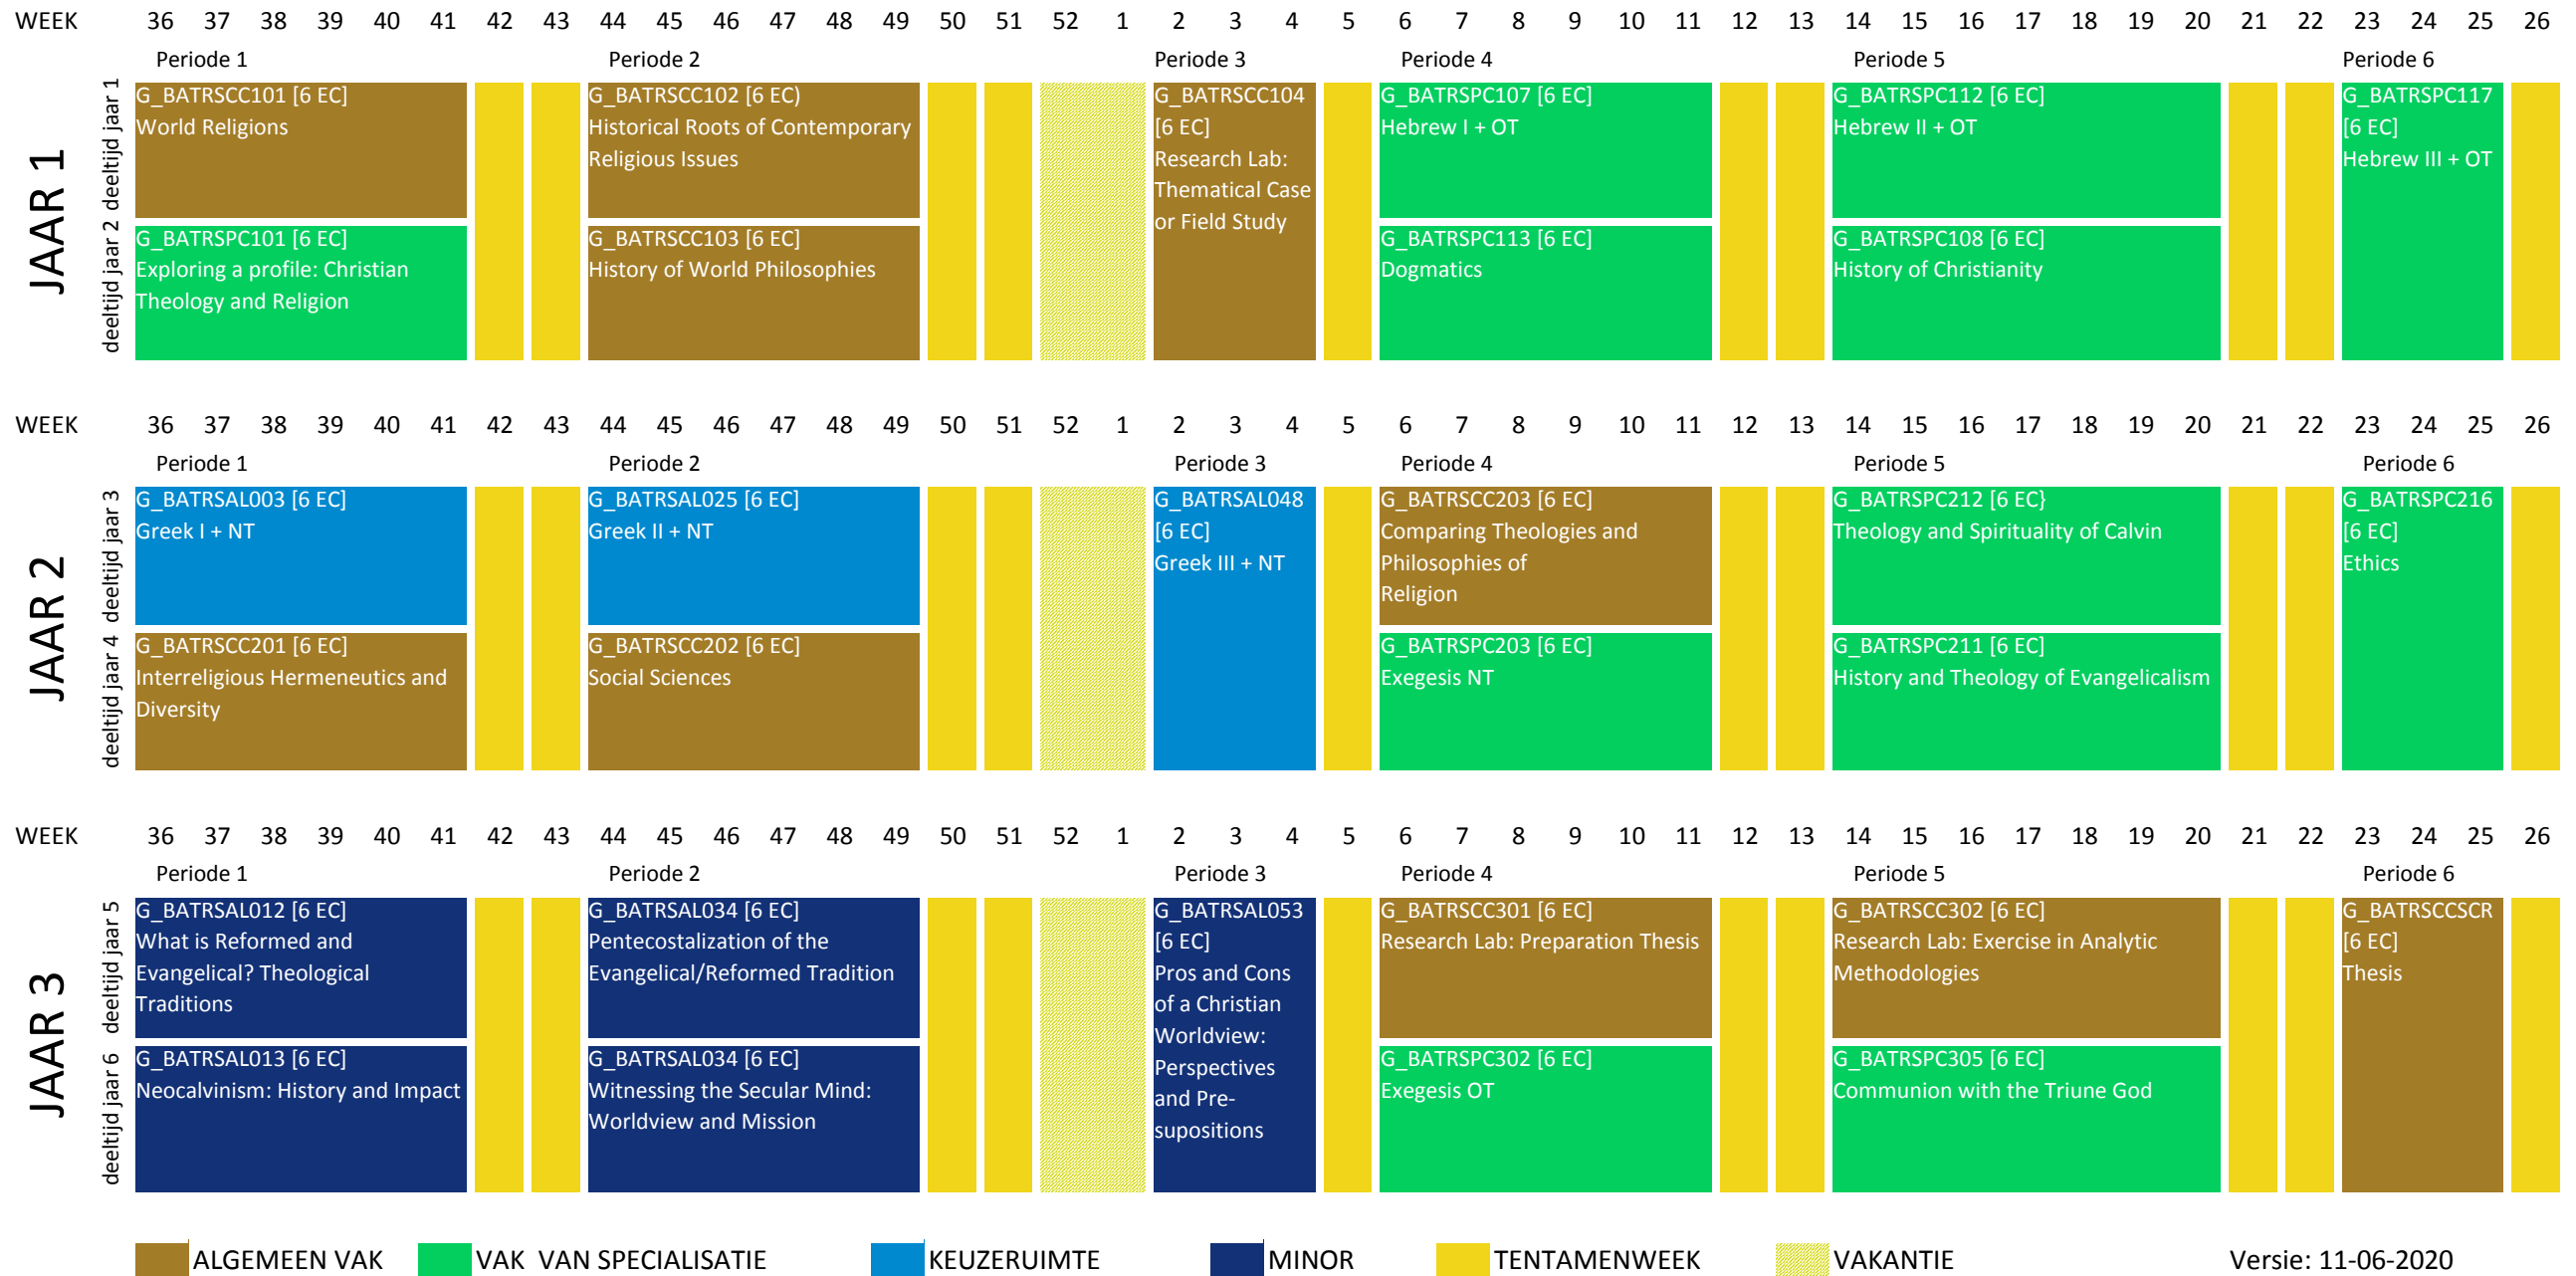 WEEK 36 37 38 39 40 41 42 43 44 45 46 47 48 49 50 51 52 1 2 3 4 5 6 7 8 9 10 11 12 13 14 15 16 17 18 19 20 21 22 23 24 25 26
Periode 1 Periode 2 Periode 3 Periode 4 Periode 5 Periode 6
JAAR 1
deeltijd jaar 1
G_BATRSCC101 [6 EC]
World Religions
G_BATRSCC102 [6 EC)
Historical Roots of Contemporary
Religious Issues
G_BATRSCC104
[6 EC]
Research Lab:
Thematical Case
or Field Study
G_BATRSPC107 [6 EC]
Hebrew I + OT
G_BATRSPC112 [6 EC]
Hebrew II + OT
G_BATRSPC117
[6 EC]
Hebrew III + OT
deeltijd jaar 2
G_BATRSPC101 [6 EC]
Exploring a profile: Christian
Theology and Religion
G_BATRSCC103 [6 EC]
History of World Philosophies
G_BATRSPC113 [6 EC]
Dogmatics
G_BATRSPC108 [6 EC]
History of Christianity
WEEK 36 37 38 39 40 41 42 43 44 45 46 47 48 49 50 51 52 1 2 3 4 5 6 7 8 9 10 11 12 13 14 15 16 17 18 19 20 21 22 23 24 25 26
Periode 1 Periode 2 Periode 3 Periode 4 Periode 5 Periode 6
JAAR 2
deeltijd jaar 3
G_BATRSAL003 [6 EC]
Greek I + NT
G_BATRSAL025 [6 EC]
Greek II + NT
G_BATRSAL048
[6 EC]
Greek III + NT
G_BATRSCC203 [6 EC]
Comparing Theologies and
Philosophies of
Religion
G_BATRSPC212 [6 EC}
Theology and Spirituality of Calvin
G_BATRSPC216
[6 EC]
Ethics
deeltijd jaar 4
G_BATRSCC201 [6 EC]
Interreligious Hermeneutics and
Diversity
G_BATRSCC202 [6 EC]
Social Sciences
G_BATRSPC203 [6 EC]
Exegesis NT
G_BATRSPC211 [6 EC]
History and Theology of Evangelicalism
WEEK 36 37 38 39 40 41 42 43 44 45 46 47 48 49 50 51 52 1 2 3 4 5 6 7 8 9 10 11 12 13 14 15 16 17 18 19 20 21 22 23 24 25 26
Periode 1 Periode 2 Periode 3 Periode 4 Periode 5 Periode 6
JAAR 3
deeltijd jaar 5
G_BATRSAL012 [6 EC]
What is Reformed and
Evangelical? Theological
Traditions
G_BATRSAL034 [6 EC]
Pentecostalization of the
Evangelical/Reformed Tradition
G_BATRSAL053
[6 EC]
Pros and Cons
of a Christian
Worldview:
Perspectives
and Pre-
supositions
G_BATRSCC301 [6 EC]
Research Lab: Preparation Thesis
G_BATRSCC302 [6 EC]
Research Lab: Exercise in Analytic
Methodologies
G_BATRSCCSCR
[6 EC]
Thesis
deeltijd jaar 6
G_BATRSAL013 [6 EC]
Neocalvinism: History and Impact
G_BATRSAL034 [6 EC]
Witnessing the Secular Mind:
Worldview and Mission
G_BATRSPC302 [6 EC]
Exegesis OT
G_BATRSPC305 [6 EC]
Communion with the Triune God
ALGEMEEN VAK VAK VAN SPECIALISATIE KEUZERUIMTE MINOR TENTAMENWEEK VAKANTIE Versie: 11-06-2020